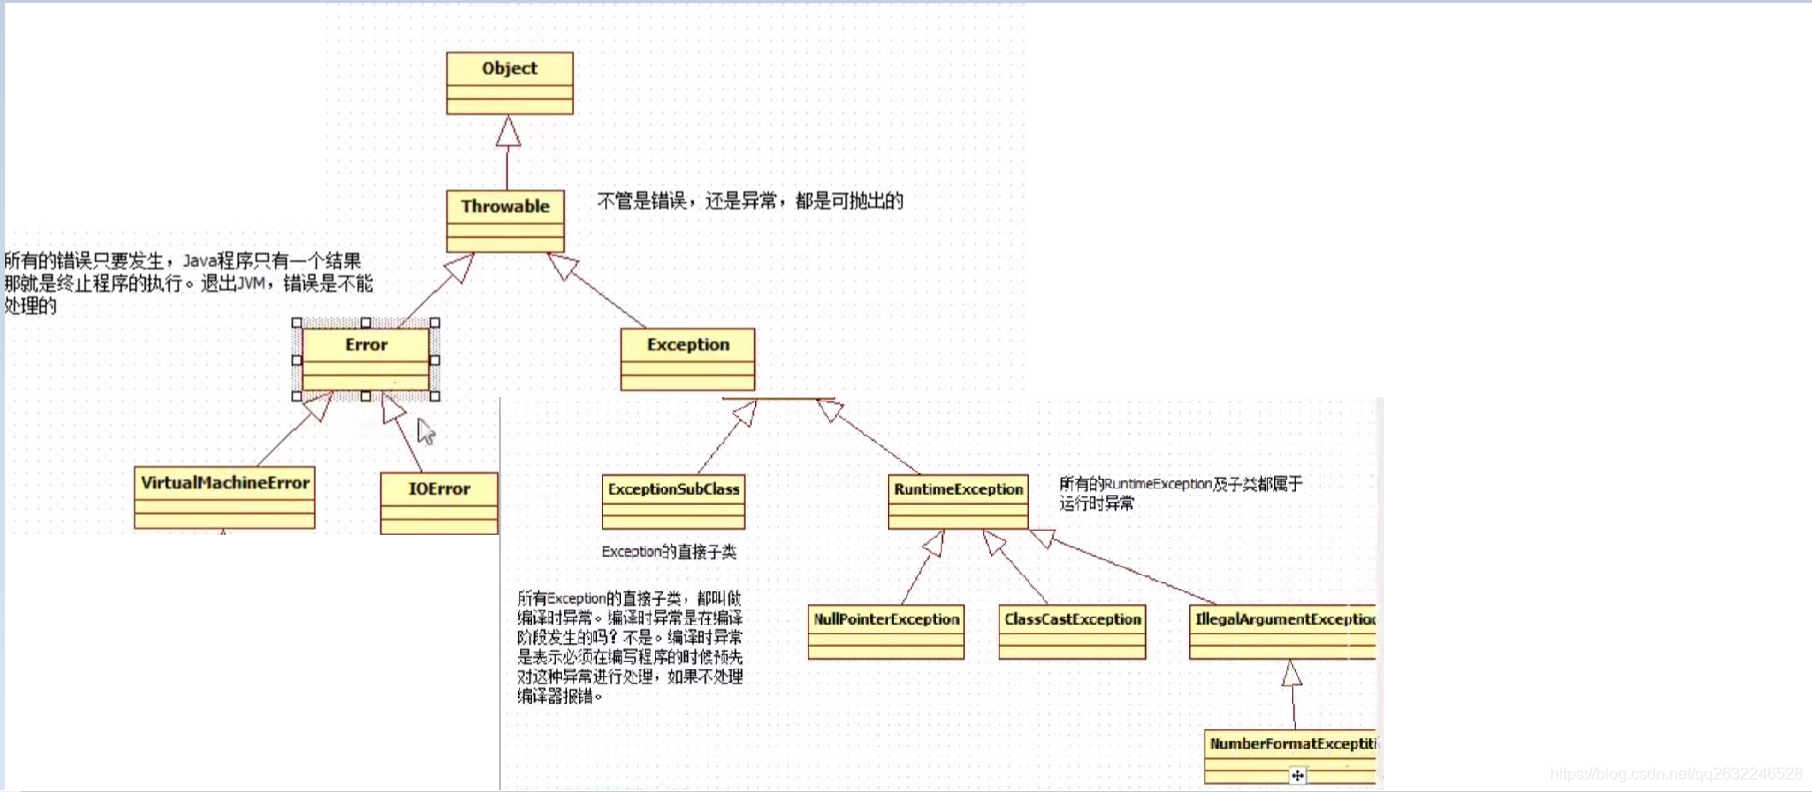 Object
Throwable
不管是错误，还是异常，都是可抛出的
所有的错误只要发生，Java程序只有一个结果
那就是终止程序的执行。退出JVM，错误是不能
处理的
Error
Exception
VirtualMachineError
IOError
ExceptionSubClass
RuntimeException
所有的RuntimeException及子类都属于
运行时异常
Exception的直接子类
所有Exception的直接子类，都叫做
编译时异常。编译时异常是在编译
阶段发生的吗？不是。编译时异常
是表示必须在编写程序的时候预先
对这种异常进行处理，如果不处理
编译器报错。
NullPointerException
ClassCastException
IllegalArgumentExceptio
NumberFormatExceptiti
https://blog.csdn.net/qq2632246528